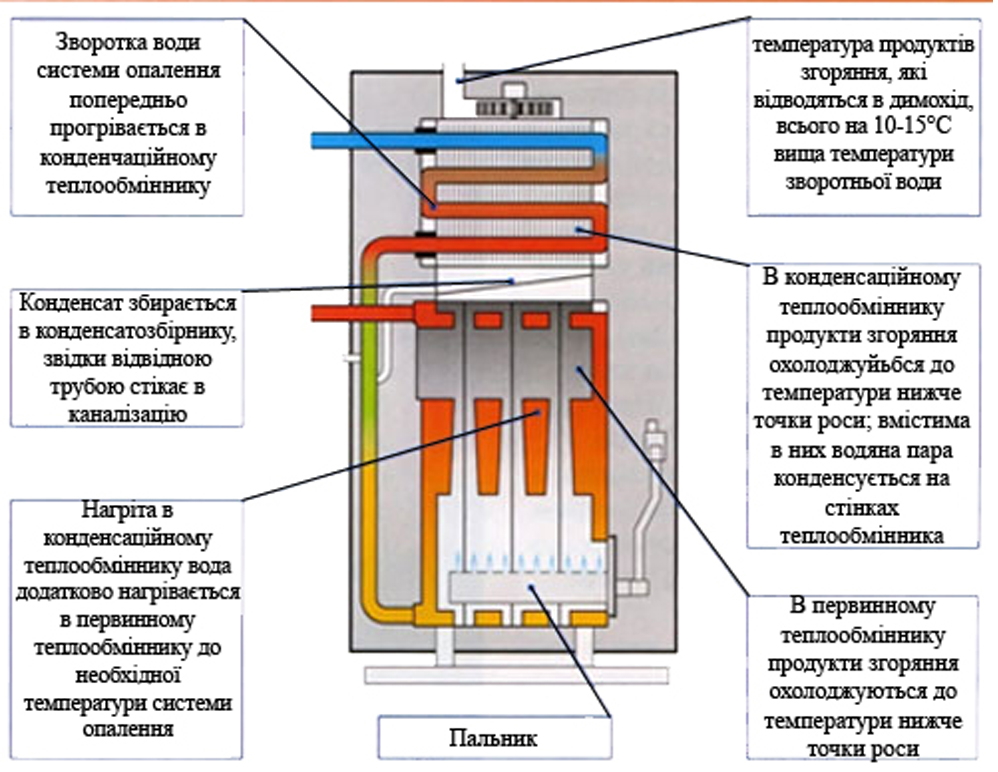 Зворотка води
системи опалення
попередньо
прогрівається в
конденчаційному
теплообміннику
температура продуктів
згоряння, які
відводяться в димохід,
всього на 10-15°C
вища температури
зворотньої води
Конденсат збирається
в конденсатозбірнику,
звідки відвідною
трубою стікає в
каналізацію
В конденсаційному
теплообміннику
продукти згоряння
охолоджуйьбся до
температури нижче
точки роси; вмістима
в них водяна пара
конденсується на
стінках
теплообмінника
Нагріта в
конденсаційному
теплообміннику вода
додатково нагрівається
в первинному
теплообміннику до
необхідної
температури системи
опалення
В первинному
теплообміннику
продукти згоряння
охолоджуються до
температури нижче
точки роси
Пальник